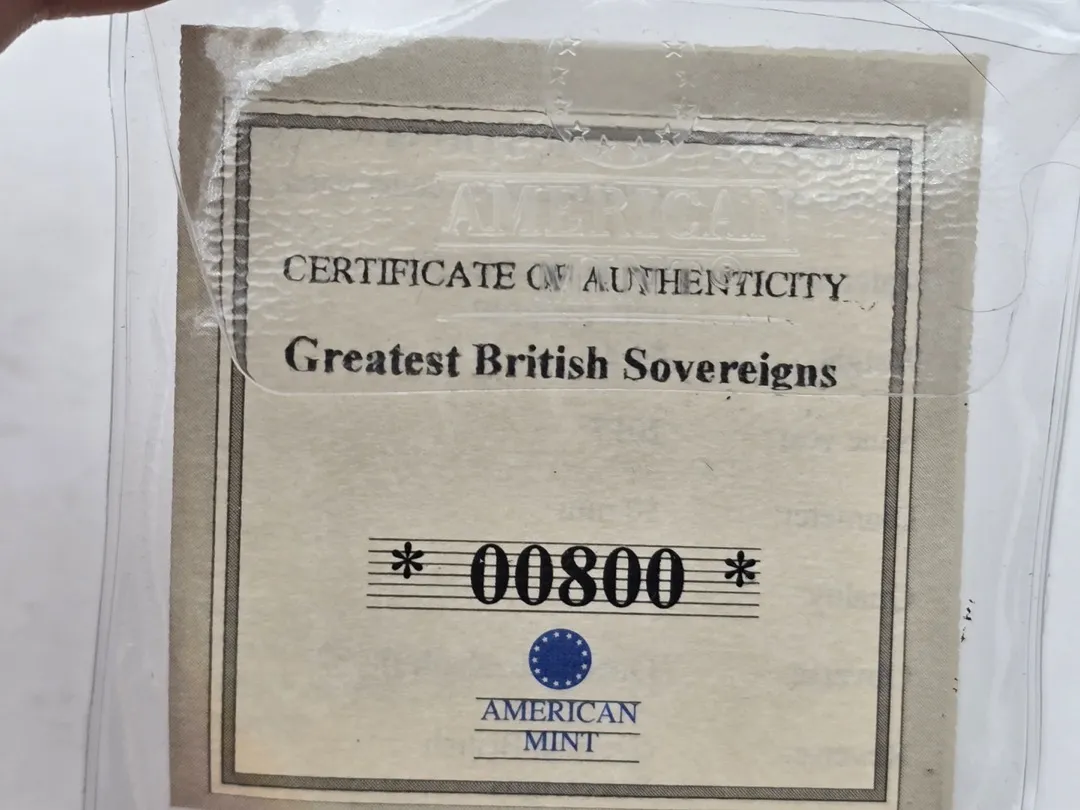 AMERICAN
CERTIFICATE OF AUTHENTICITY
Greatest British Sovereigns
* 00800 *
AMERICAN
MINT